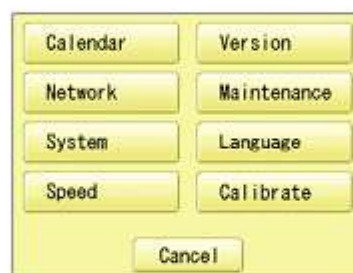 Calendar Version
Network Maintenance
System Language
Speed Calibrate
Cancel